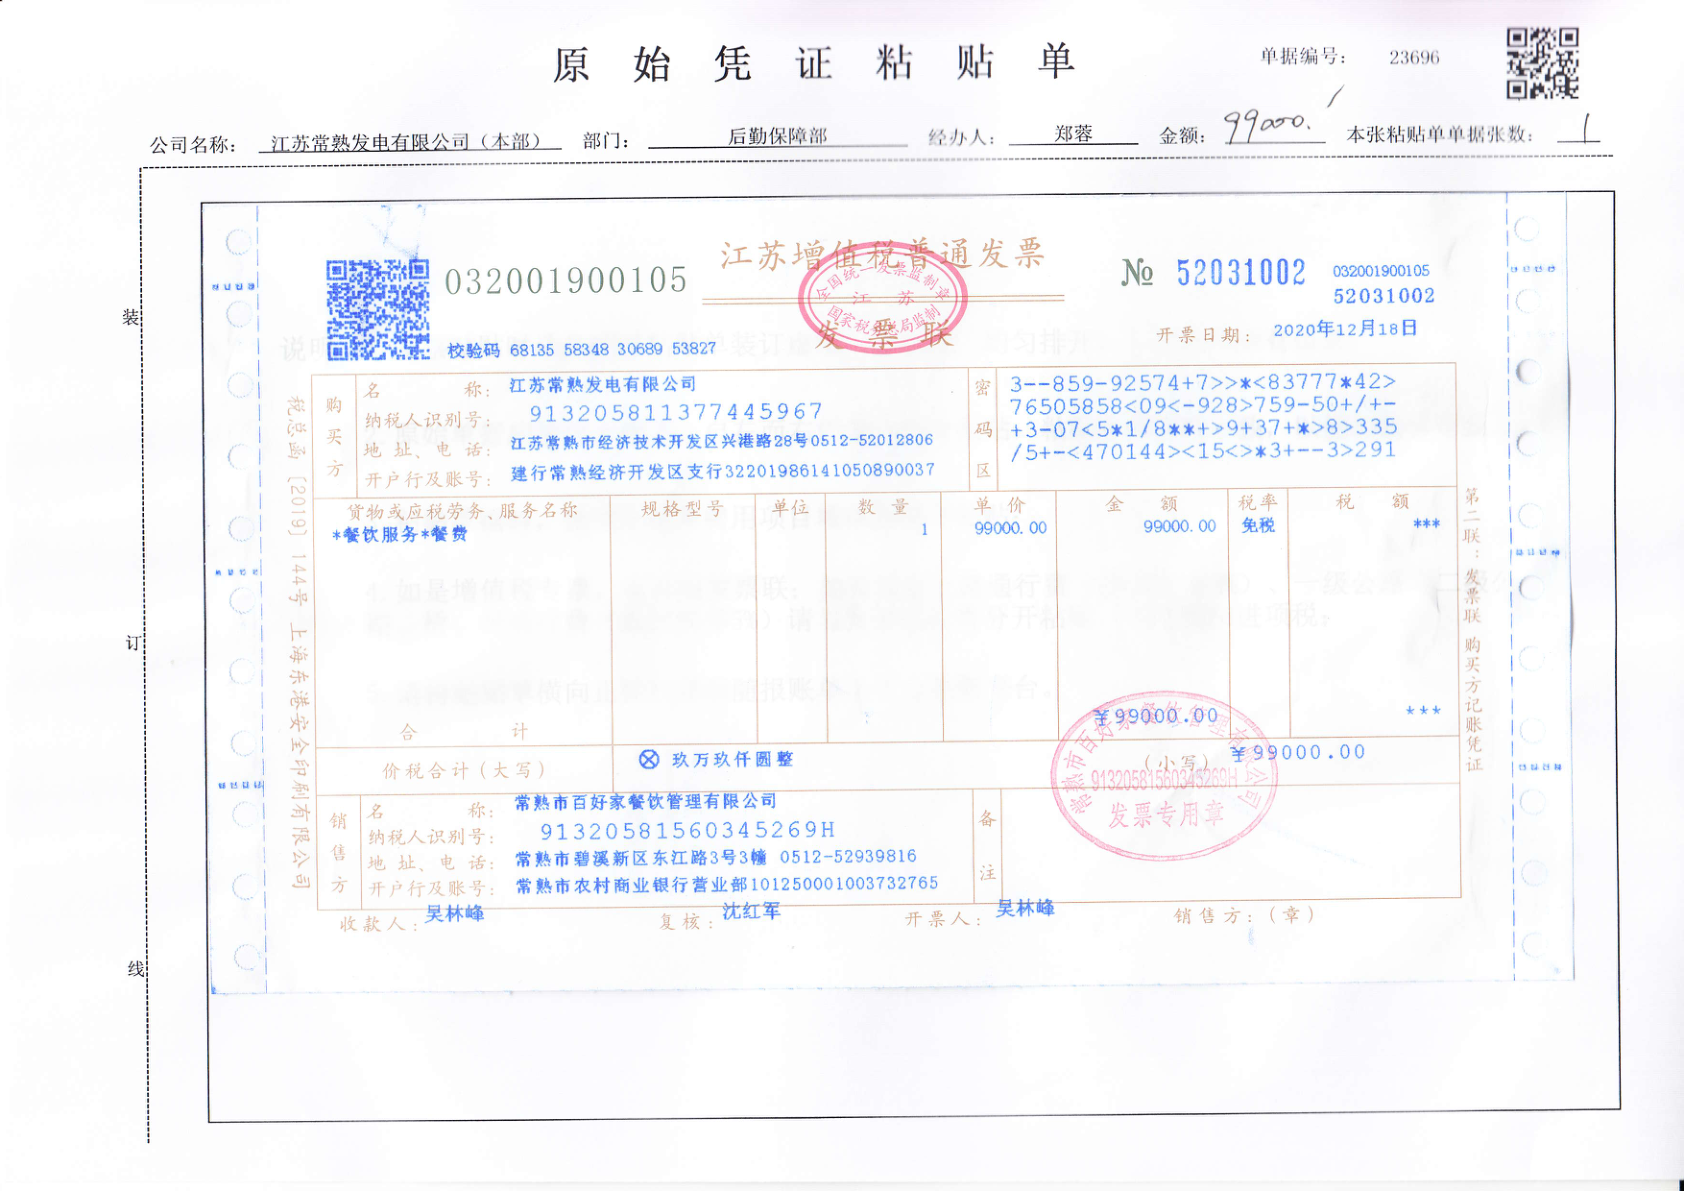 原始凭证粘贴单
单据编号： 23696
公司名称： 江苏常熟发电有限公司（本部） 部门： 后勤保障部 经办人： 郑蓉 金额： 99000. 本张粘贴单单据张数： 1
装
订
线
032001900105
江苏增值税普通发票
发票联
全国统一发票监制章
江苏
国家税务总局监制
№ 52031002
032001900105
52031002
校验码 68135 58348 30689 53827
开票日期： 2020年12月18日
税总函〔2019〕144号 上海东港安全印刷有限公司
购买方
名称： 江苏常熟发电有限公司
纳税人识别号： 913205811377445967
地址、电话： 江苏常熟市经济技术开发区兴港路28号0512-52012806
开户行及账号： 建行常熟经济开发区支行32201986141050890037
密码区
3--859-92574+7>>*<83777*42>
76505858<09<-928>759-50+/+-
+3-07<5*1/8**+>9+37+*>8>335
/5+-<470144><15<>*3+--3>291
货物或应税劳务、服务名称 规格型号 单位 数量 单价 金额 税率 税额
*餐饮服务*餐费 1 99000.00 99000.00 免税 ***
合计 ¥99000.00 ***
价税合计（大写） ⊗ 玖万玖仟圆整 （小写） ¥99000.00
第二联：发票联 购买方记账凭证
销售方
名称： 常熟市百好家餐饮管理有限公司
纳税人识别号： 91320581560345269H
地址、电话： 常熟市碧溪新区东江路3号3幢 0512-52939816
开户行及账号： 常熟市农村商业银行营业部101250001003732765
备注
常熟市百好家餐饮管理有限公司
91320581560345269H
发票专用章
收款人： 吴林峰 复核： 沈红军 开票人： 吴林峰 销售方：（章）